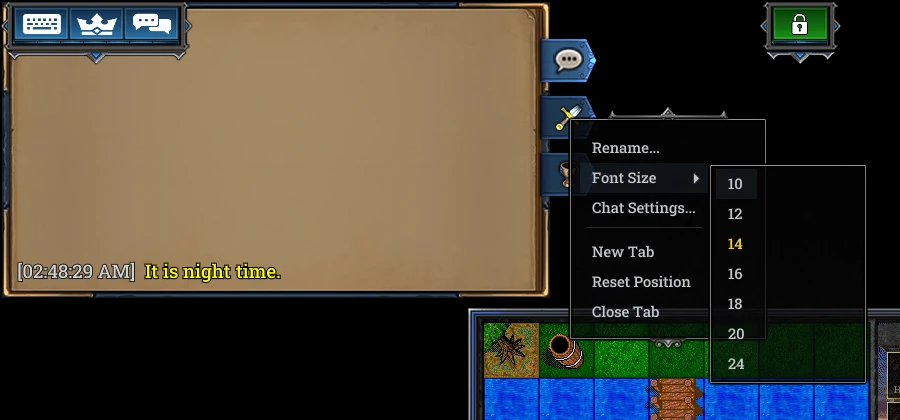 [02:48:29 AM] It is night time.
Rename...
Font Size
Chat Settings...
New Tab
Reset Position
Close Tab
10
12
14
16
18
20
24